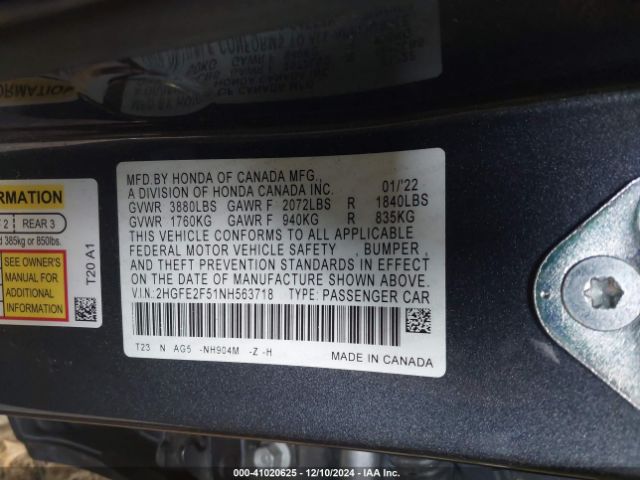 ORMATION
MFD.BY HONDA OF CANADA MFG.,
A DIVISION OF HONDA CANADA INC. 01/'22
GVWR 3880LBS GAWR F 2072LBS R 1840LBS
GVWR 1760KG GAWR F 940KG R 835KG
THIS VEHICLE CONFORMS TO ALL APPLICABLE
FEDERAL MOTOR VEHICLE SAFETY , BUMPER ,
AND THEFT PREVENTION STANDARDS IN EFFECT
ON THE DATE OF MANUFACTURE SHOWN ABOVE.
V.I.N.:2HGFE2F51NH563718 TYPE: PASSENGER CAR
T23 N AG5 -NH904M -Z -H
MADE IN CANADA
RMATION
2 REAR 3
385kg or 850lbs.
SEE OWNER'S
MANUAL FOR
ADDITIONAL
INFORMATION
T20 A1
000-41020625 - 12/10/2024 - IAA Inc.